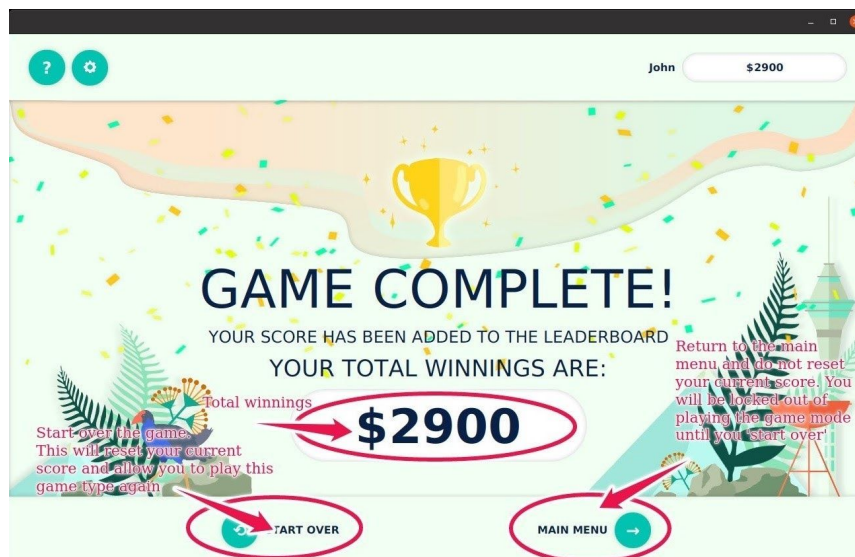 ?
John
$2900
GAME COMPLETE!
YOUR SCORE HAS BEEN ADDED TO THE LEADERBOARD
YOUR TOTAL WINNINGS ARE:
Total winnings
$2900
Start over the game.
This will reset your current
score and allow you to play this
game type again
Return to the main
menu and do not reset
your current score. You
will be locked out of
playing the game mode
until you 'start over'
START OVER
MAIN MENU →